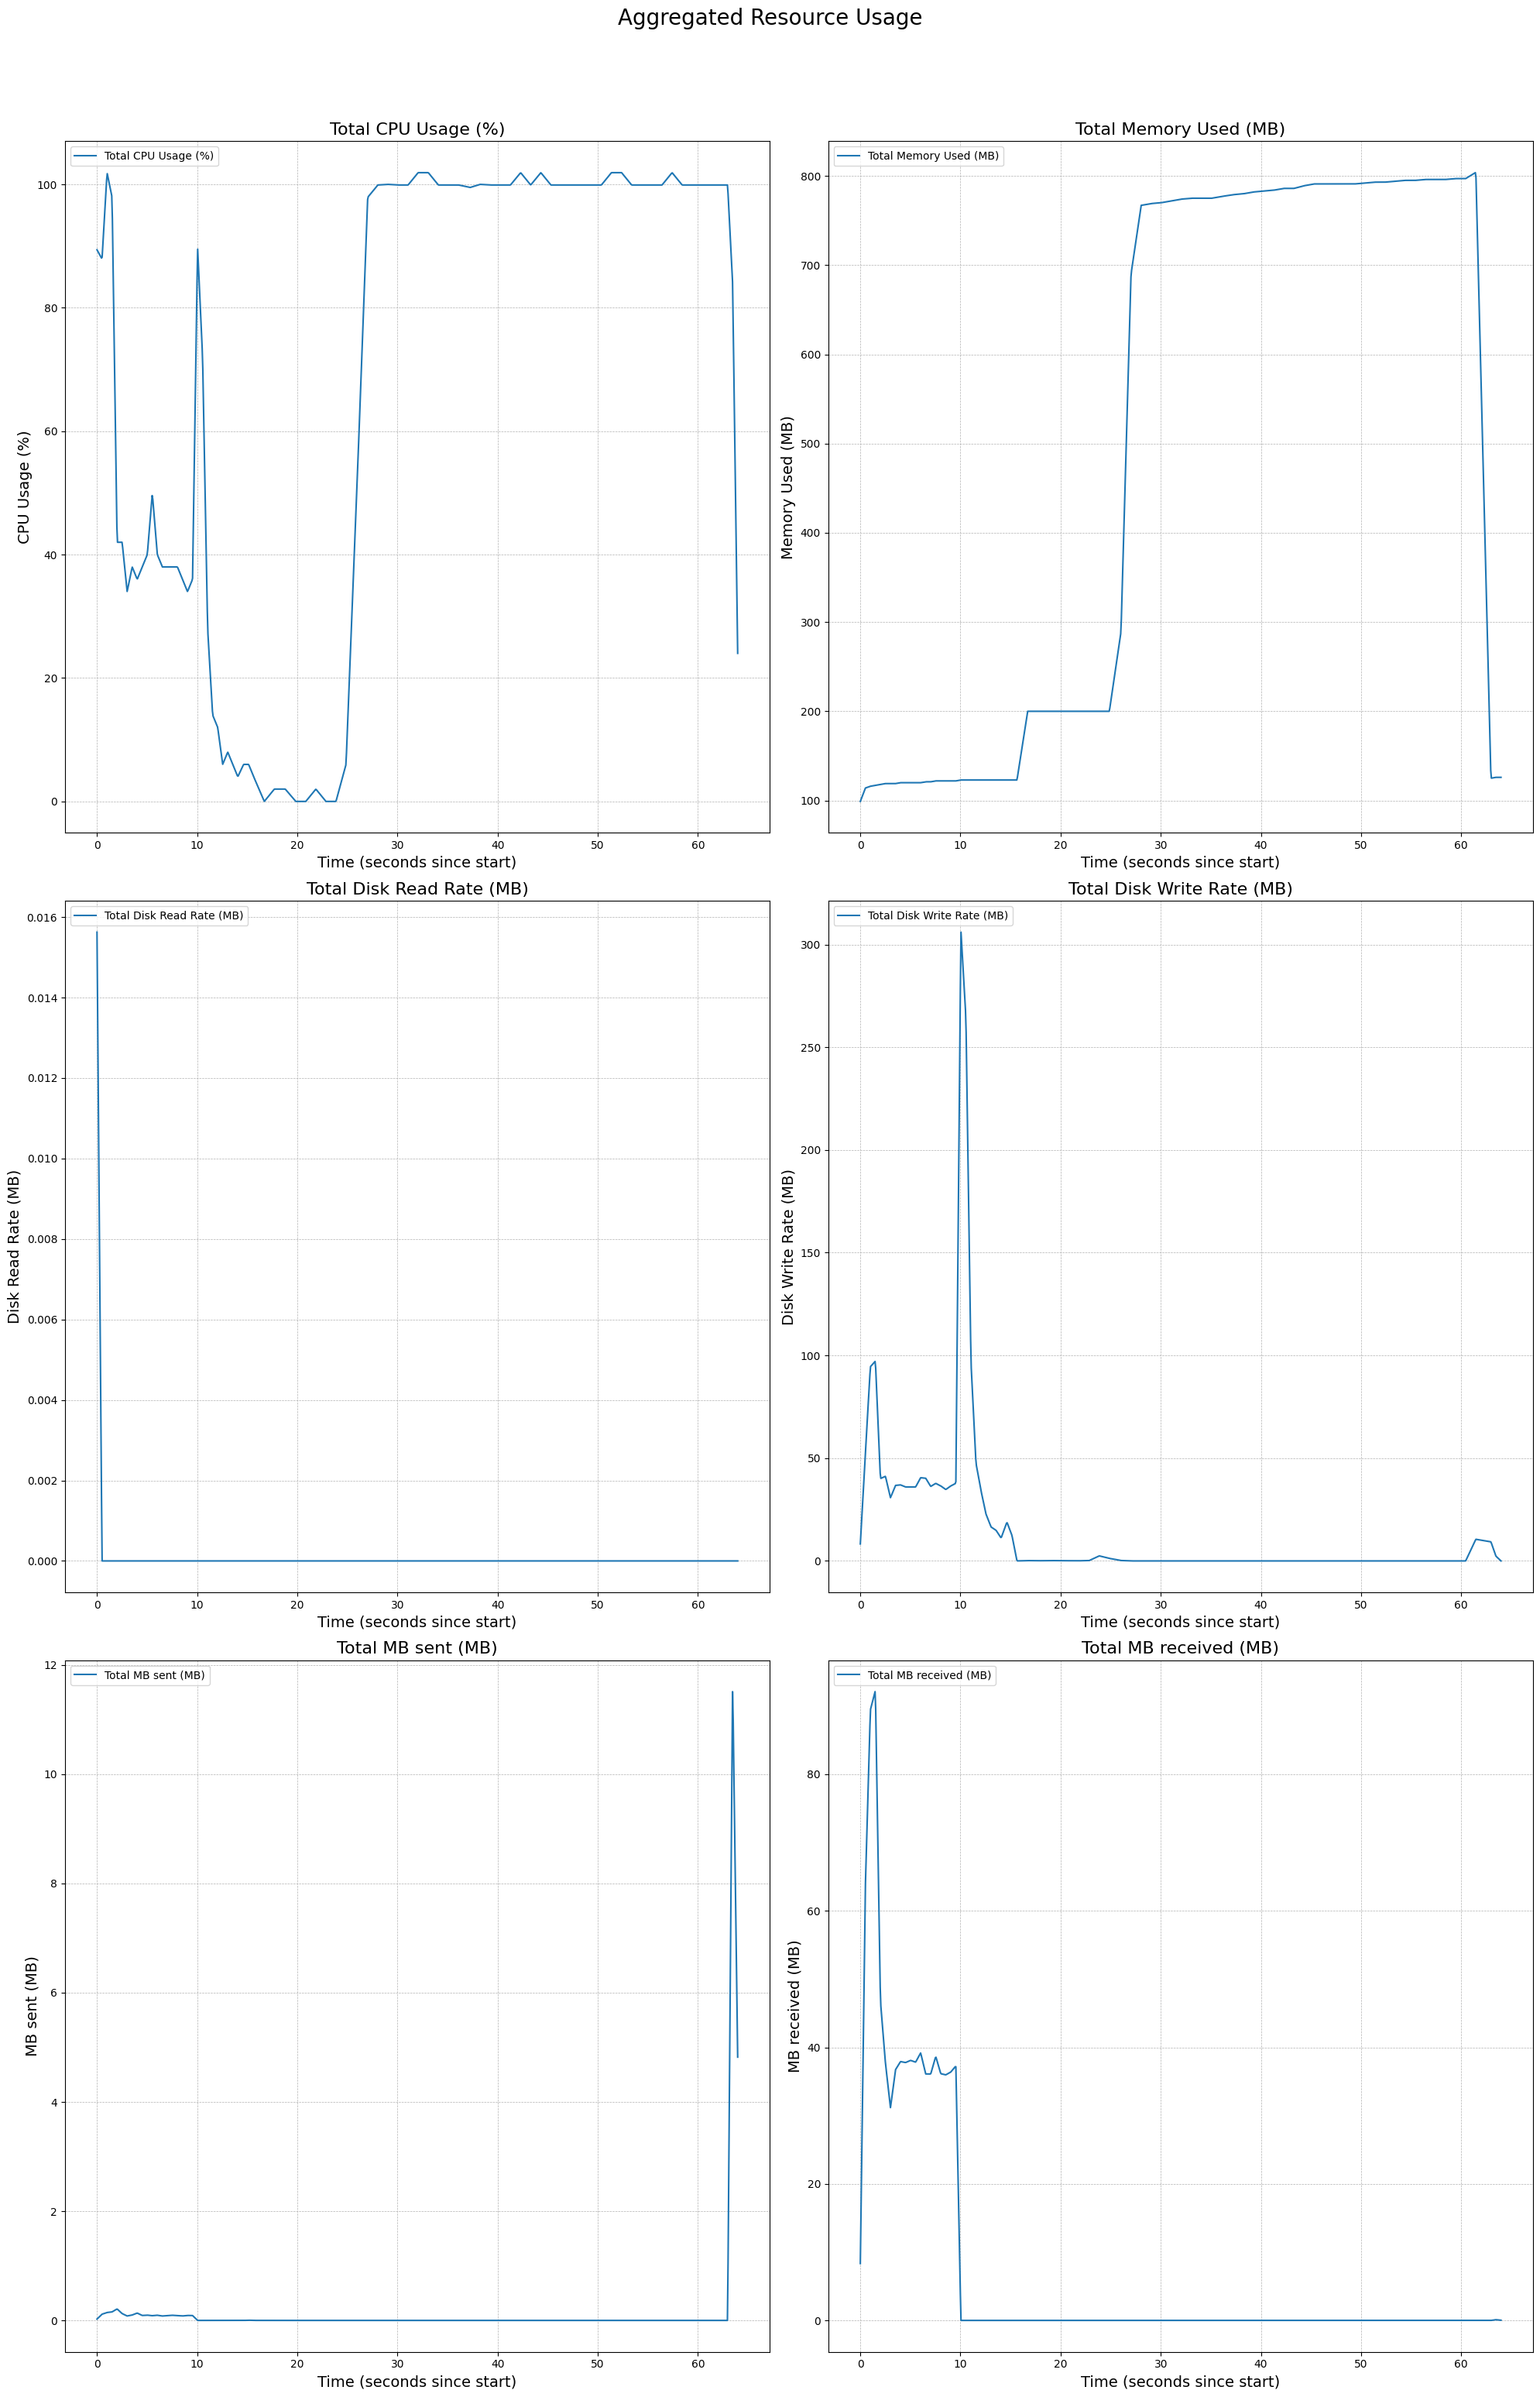 Aggregated Resource Usage
Total CPU Usage (%)
Total CPU Usage (%)
CPU Usage (%)
100
80
60
40
20
0
0 10 20 30 40 50 60
Time (seconds since start)
Total Memory Used (MB)
Total Memory Used (MB)
Memory Used (MB)
800
700
600
500
400
300
200
100
0 10 20 30 40 50 60
Time (seconds since start)
Total Disk Read Rate (MB)
Total Disk Read Rate (MB)
Disk Read Rate (MB)
0.016
0.014
0.012
0.010
0.008
0.006
0.004
0.002
0.000
0 10 20 30 40 50 60
Time (seconds since start)
Total Disk Write Rate (MB)
Total Disk Write Rate (MB)
Disk Write Rate (MB)
300
250
200
150
100
50
0
0 10 20 30 40 50 60
Time (seconds since start)
Total MB sent (MB)
Total MB sent (MB)
MB sent (MB)
12
10
8
6
4
2
0
0 10 20 30 40 50 60
Time (seconds since start)
Total MB received (MB)
Total MB received (MB)
MB received (MB)
80
60
40
20
0
0 10 20 30 40 50 60
Time (seconds since start)